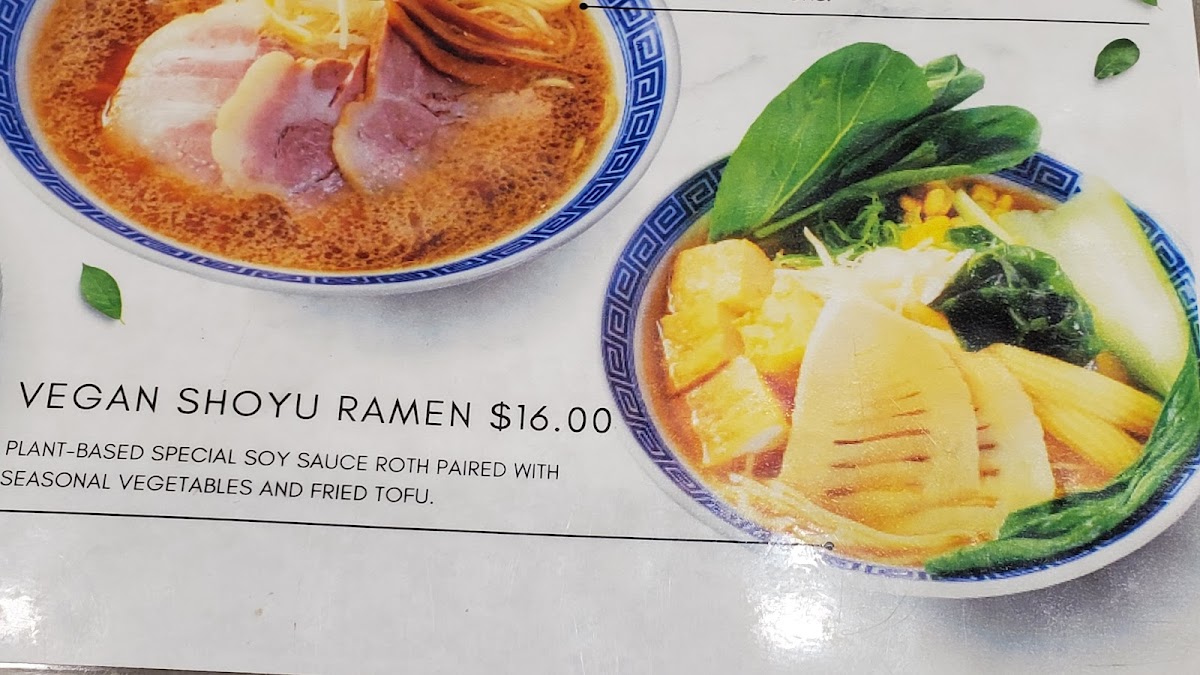 VEGAN SHOYU RAMEN $16.00
PLANT-BASED SPECIAL SOY SAUCE ROTH PAIRED WITH
SEASONAL VEGETABLES AND FRIED TOFU.